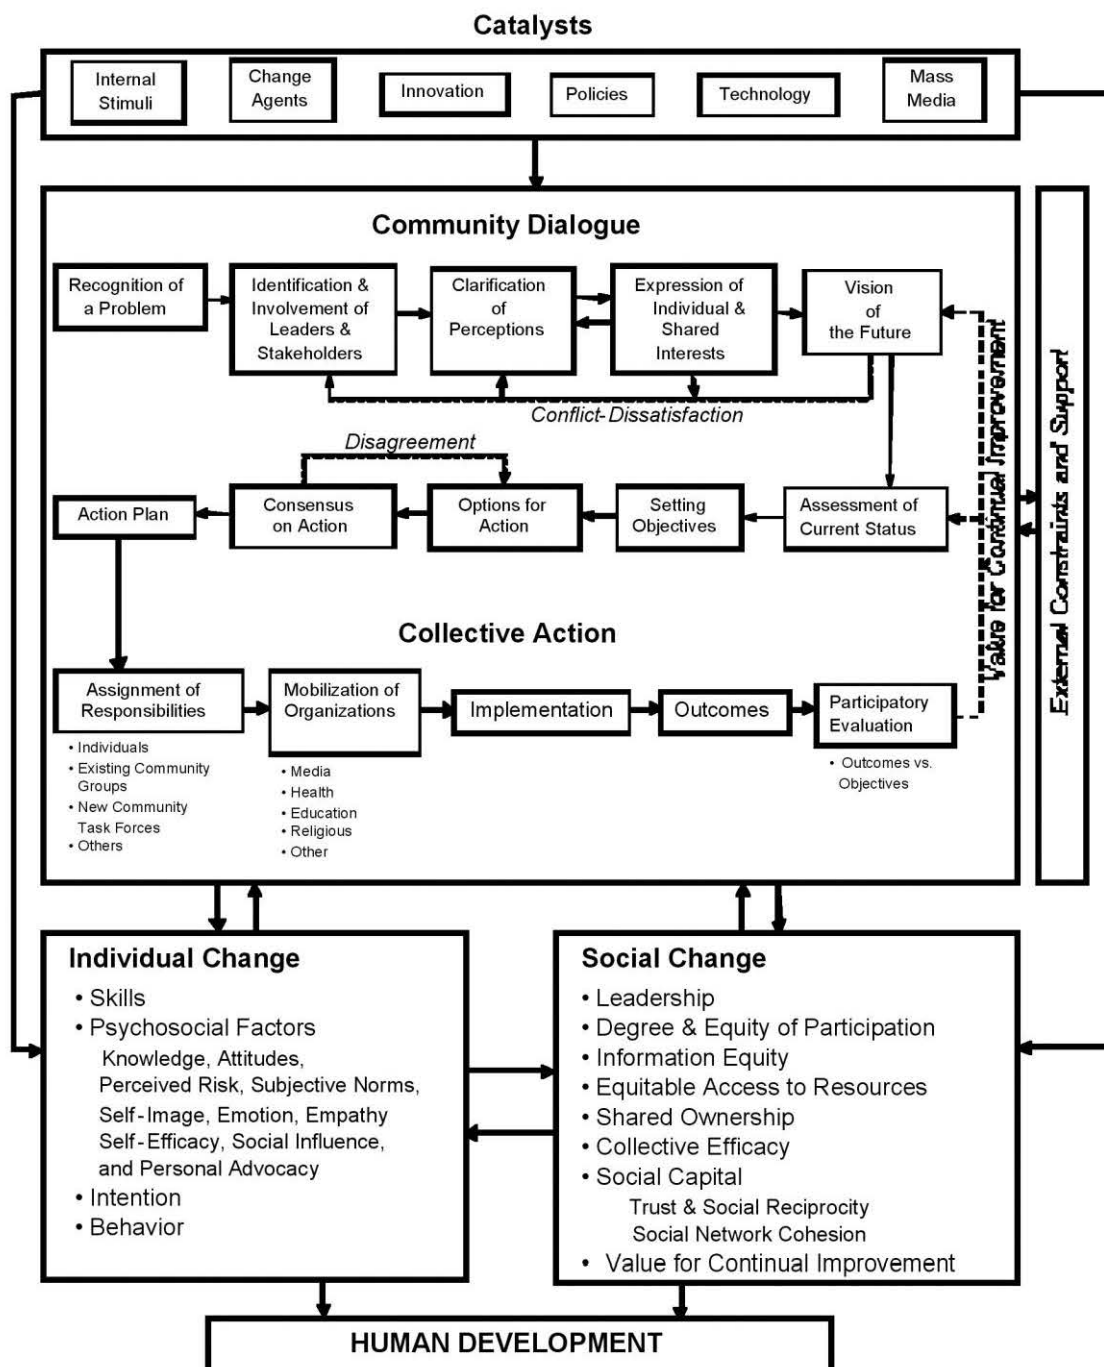 Catalysts
Internal
Stimuli
Change
Agents
Innovation
Policies
Technology
Mass
Media
Community Dialogue
Recognition of
a Problem
Identification &
Involvement of
Leaders &
Stakeholders
Clarification
of
Perceptions
Expression of
Individual &
Shared
Interests
Vision
of
the Future
Conflict-Dissatisfaction
Disagreement
Action Plan
Consensus
on Action
Options for
Action
Setting
Objectives
Assessment of
Current Status
Value for Continual Improvement
External Constraints and Support
Collective Action
Assignment of
Responsibilities
• Individuals
• Existing Community
Groups
• New Community
Task Forces
• Others
Mobilization of
Organizations
• Media
• Health
• Education
• Religious
• Other
Implementation
Outcomes
Participatory
Evaluation
• Outcomes vs.
Objectives
Individual Change
• Skills
• Psychosocial Factors
Knowledge, Attitudes,
Perceived Risk, Subjective Norms,
Self-Image, Emotion, Empathy
Self-Efficacy, Social Influence,
and Personal Advocacy
• Intention
• Behavior
Social Change
• Leadership
• Degree & Equity of Participation
• Information Equity
• Equitable Access to Resources
• Shared Ownership
• Collective Efficacy
• Social Capital
Trust & Social Reciprocity
Social Network Cohesion
• Value for Continual Improvement
HUMAN DEVELOPMENT